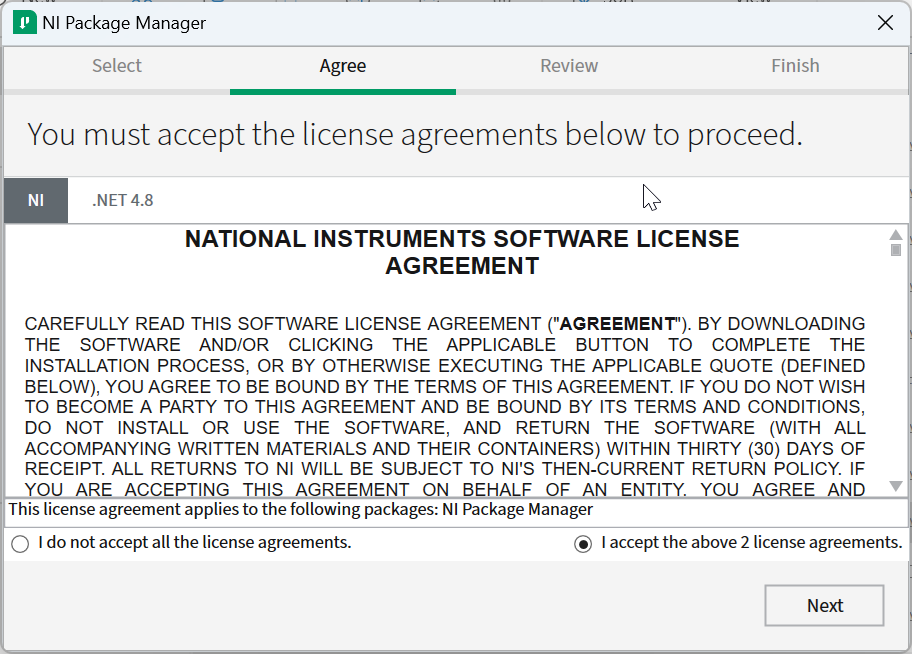 NI Package Manager
Select
Agree
Review
Finish
You must accept the license agreements below to proceed.
NI
.NET 4.8
NATIONAL INSTRUMENTS SOFTWARE LICENSE
AGREEMENT
CAREFULLY READ THIS SOFTWARE LICENSE AGREEMENT ("AGREEMENT"). BY DOWNLOADING
THE SOFTWARE AND/OR CLICKING THE APPLICABLE BUTTON TO COMPLETE THE
INSTALLATION PROCESS, OR BY OTHERWISE EXECUTING THE APPLICABLE QUOTE (DEFINED
BELOW), YOU AGREE TO BE BOUND BY THE TERMS OF THIS AGREEMENT. IF YOU DO NOT WISH
TO BECOME A PARTY TO THIS AGREEMENT AND BE BOUND BY ITS TERMS AND CONDITIONS,
DO NOT INSTALL OR USE THE SOFTWARE, AND RETURN THE SOFTWARE (WITH ALL
ACCOMPANYING WRITTEN MATERIALS AND THEIR CONTAINERS) WITHIN THIRTY (30) DAYS OF
RECEIPT. ALL RETURNS TO NI WILL BE SUBJECT TO NI'S THEN-CURRENT RETURN POLICY. IF
YOU ARE ACCEPTING THIS AGREEMENT ON BEHALF OF AN ENTITY, YOU AGREE AND
This license agreement applies to the following packages: NI Package Manager
I do not accept all the license agreements.
I accept the above 2 license agreements.
Next